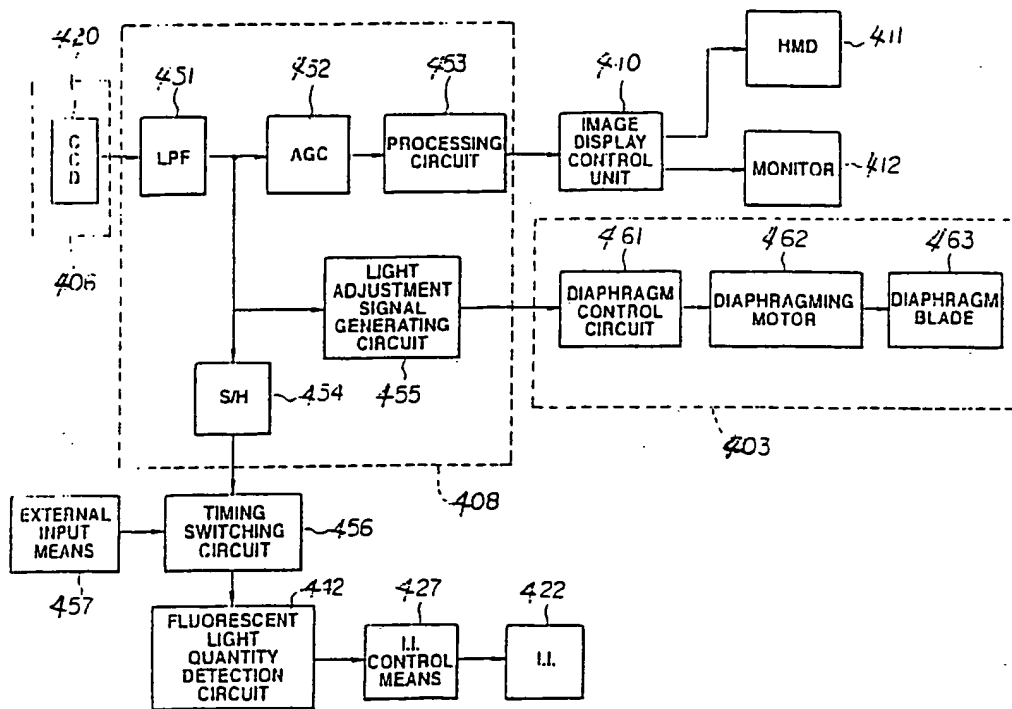 420
451
452
453
410
HMD
411
CCD
LPF
AGC
PROCESSING
CIRCUIT
IMAGE
DISPLAY
CONTROL
UNIT
MONITOR
412
406
461
462
463
LIGHT
ADJUSTMENT
SIGNAL
GENERATING
CIRCUIT
DIAPHRAGM
CONTROL
CIRCUIT
DIAPHRAGMING
MOTOR
DIAPHRAGM
BLADE
S/H
454
455
403
408
EXTERNAL
INPUT
MEANS
TIMING
SWITCHING
CIRCUIT
456
457
472
427
422
FLUORESCENT
LIGHT
QUANTITY
DETECTION
CIRCUIT
I.I.
CONTROL
MEANS
I.I.